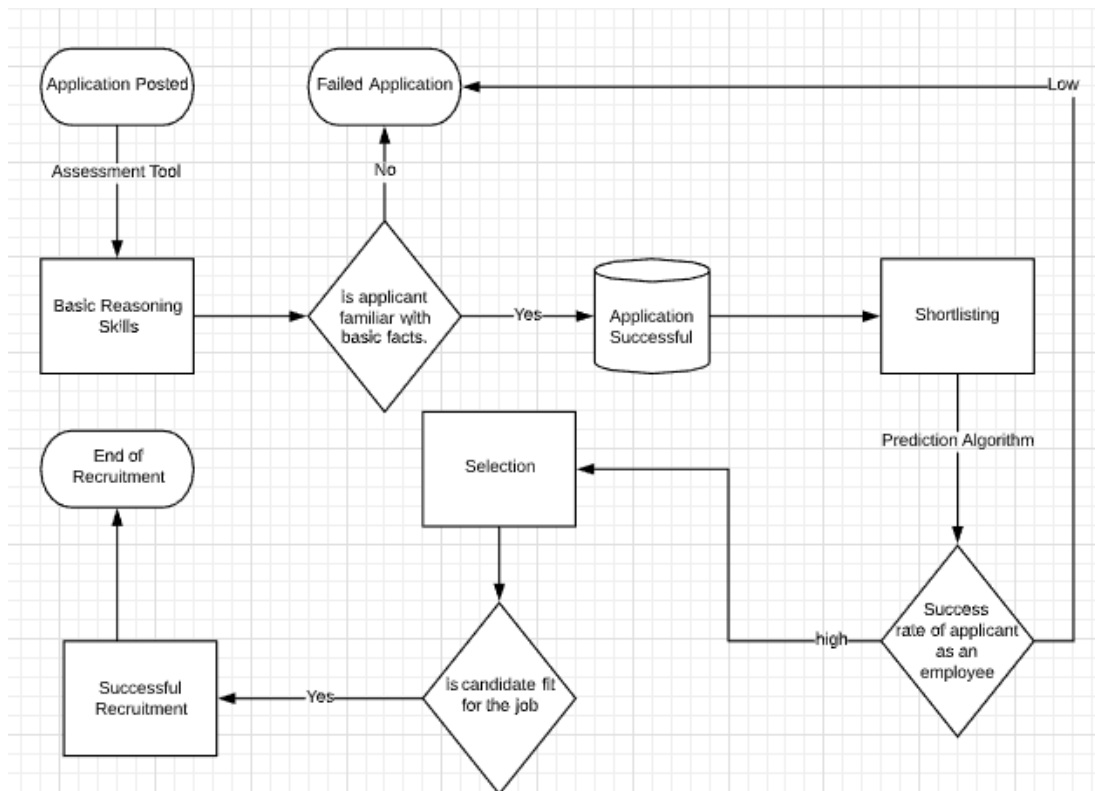 Application Posted
Failed Application
Low
Assessment Tool
No
Basic Reasoning
Skills
is applicant
familiar with
basic facts.
Yes
Application
Successful
Shortlisting
Prediction Algorithm
End of
Recruitment
Selection
Success
rate of applicant
as an
employee
high
is candidate fit
for the job
Yes
Successful
Recruitment